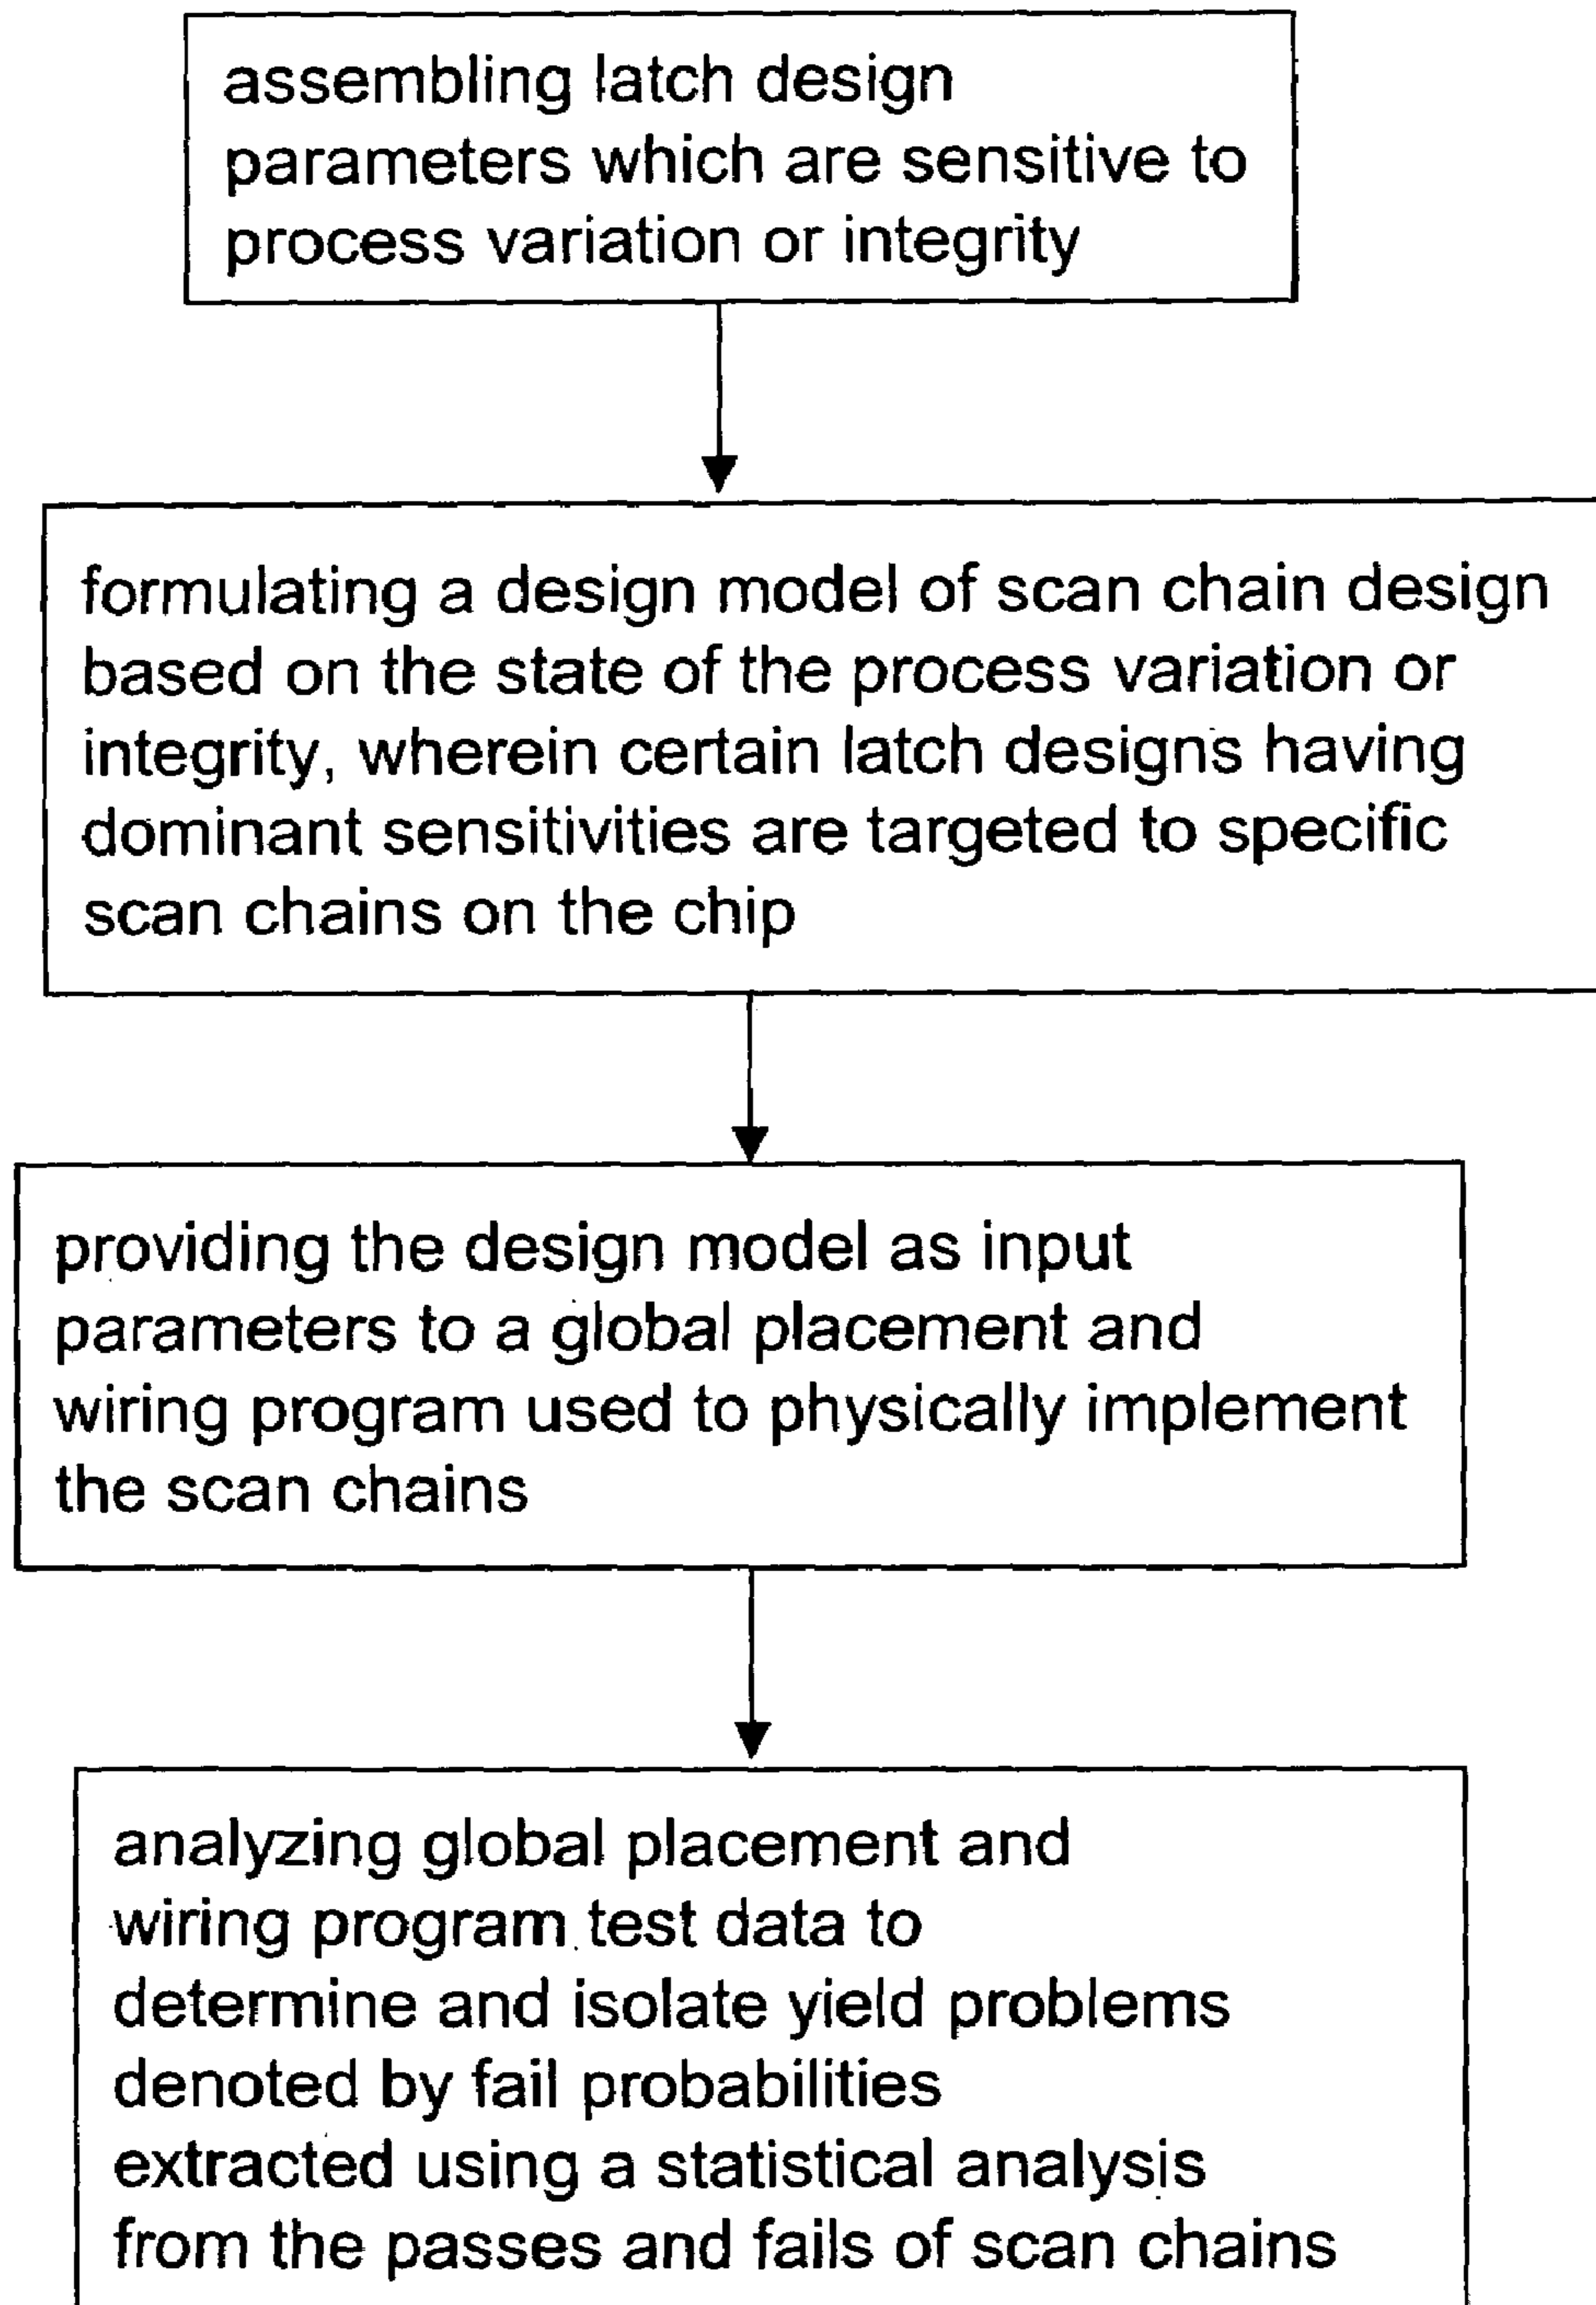 assembling latch design
parameters which are sensitive to
process variation or integrity
formulating a design model of scan chain design
based on the state of the process variation or
integrity, wherein certain latch designs having
dominant sensitivities are targeted to specific
scan chains on the chip
providing the design model as input
parameters to a global placement and
wiring program used to physically implement
the scan chains
analyzing global placement and
wiring program test data to
determine and isolate yield problems
denoted by fail probabilities
extracted using a statistical analysis
from the passes and fails of scan chains